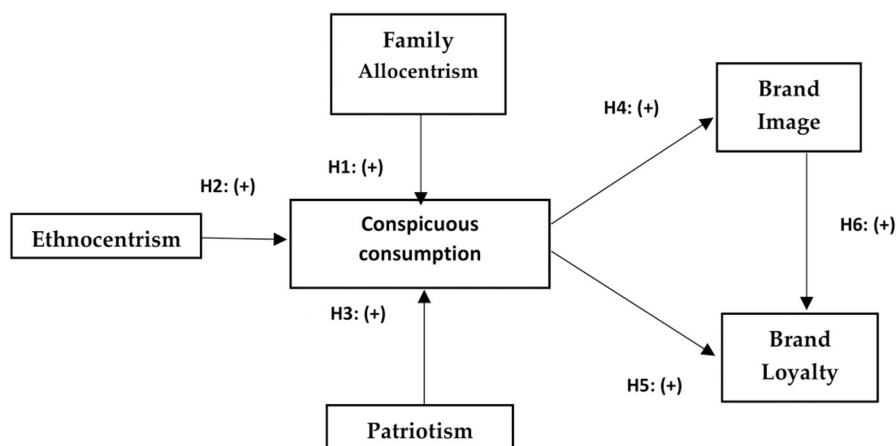 Family
Allocentrism
Brand
Image
H4: (+)
H1: (+)
H2: (+)
Conspicuous
consumption
Ethnocentrism
H6: (+)
H3: (+)
Brand
Loyalty
H5: (+)
Patriotism